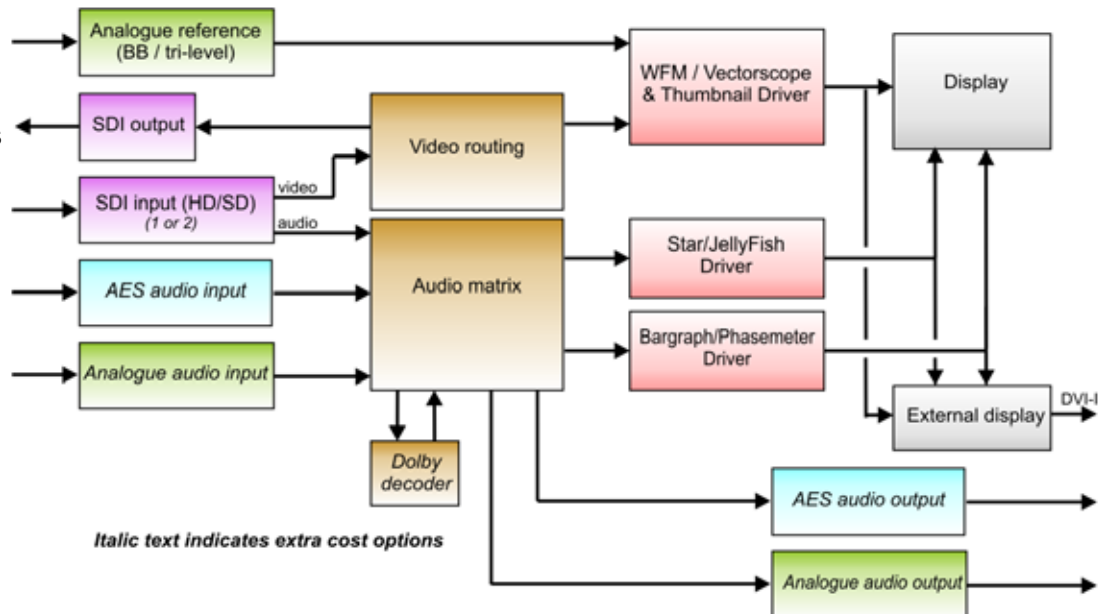 Analogue reference
(BB / tri-level)
WFM / Vectorscope
& Thumbnail Driver
Display
SDI output
Video routing
SDI input (HD/SD)
(1 or 2)
video
audio
AES audio input
Audio matrix
Star/JellyFish
Driver
Analogue audio input
Bargraph/Phasemeter
Driver
External display
DVI-I
Dolby
decoder
AES audio output
Italic text indicates extra cost options
Analogue audio output